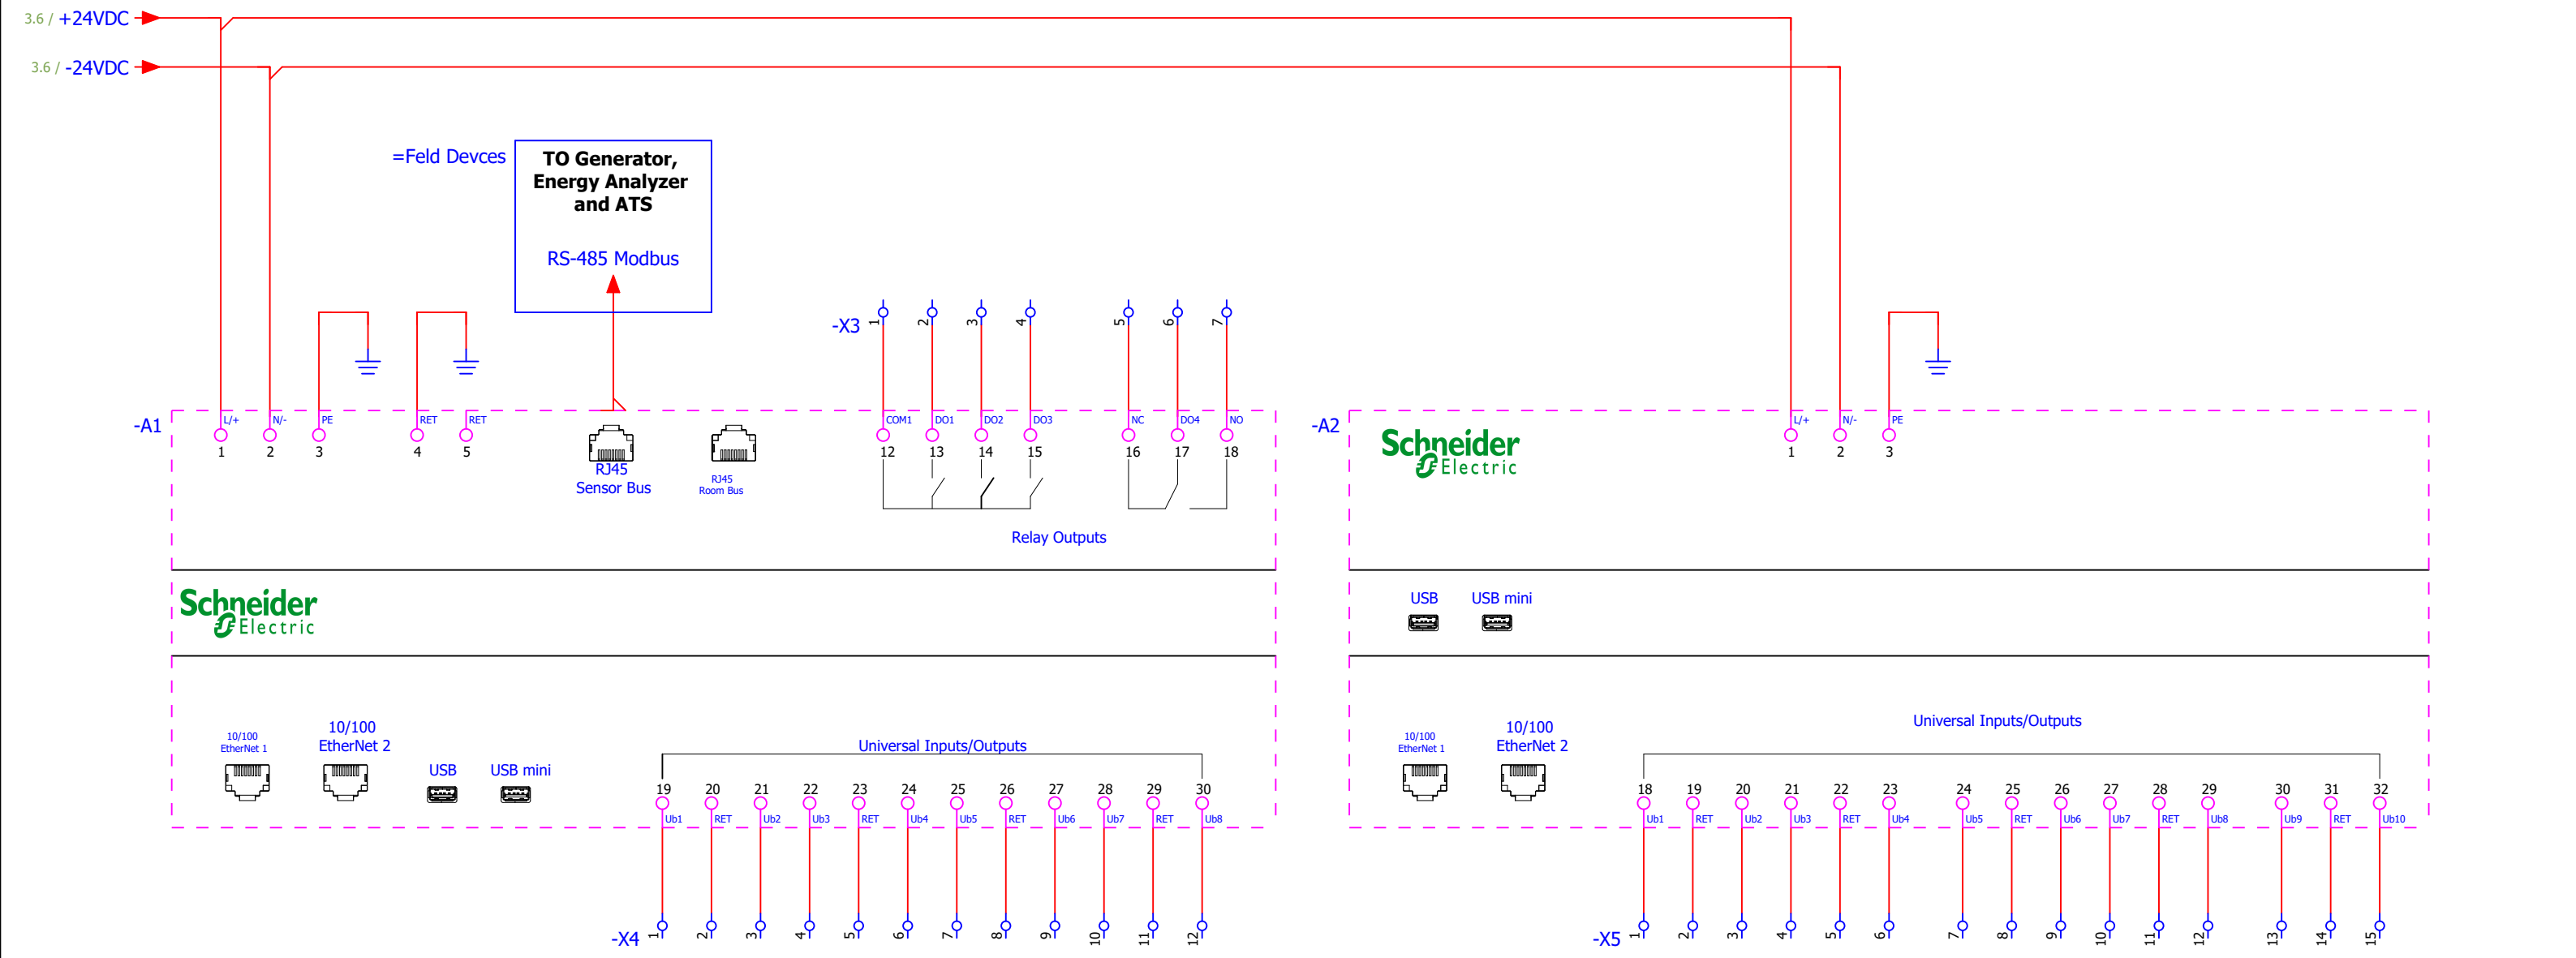 3.6 / +24VDC
3.6 / -24VDC
=Feld Devces
TO Generator,
Energy Analyzer
and ATS
RS-485 Modbus
-X3 1 2 3 4 5 6 7
-A1
L/+ N/- PE RET RET COM1 DO1 DO2 DO3 NC DO4 NO
1 2 3 4 5 12 13 14 15 16 17 18
RJ45
Sensor Bus
RJ45
Room Bus
Relay Outputs
Schneider
Electric
10/100
EtherNet 1
10/100
EtherNet 2
USB USB mini
Universal Inputs/Outputs
19 20 21 22 23 24 25 26 27 28 29 30
Ub1 RET Ub2 Ub3 RET Ub4 Ub5 RET Ub6 Ub7 RET Ub8
-X4 1 2 3 4 5 6 7 8 9 10 11 12
-A2
Schneider
Electric
L/+ N/- PE
1 2 3
USB USB mini
10/100
EtherNet 1
10/100
EtherNet 2
Universal Inputs/Outputs
18 19 20 21 22 23 24 25 26 27 28 29 30 31 32
Ub1 RET Ub2 Ub3 RET Ub4 Ub5 RET Ub6 Ub7 RET Ub8 Ub9 RET Ub10
-X5 1 2 3 4 5 6 7 8 9 10 11 12 13 14 15